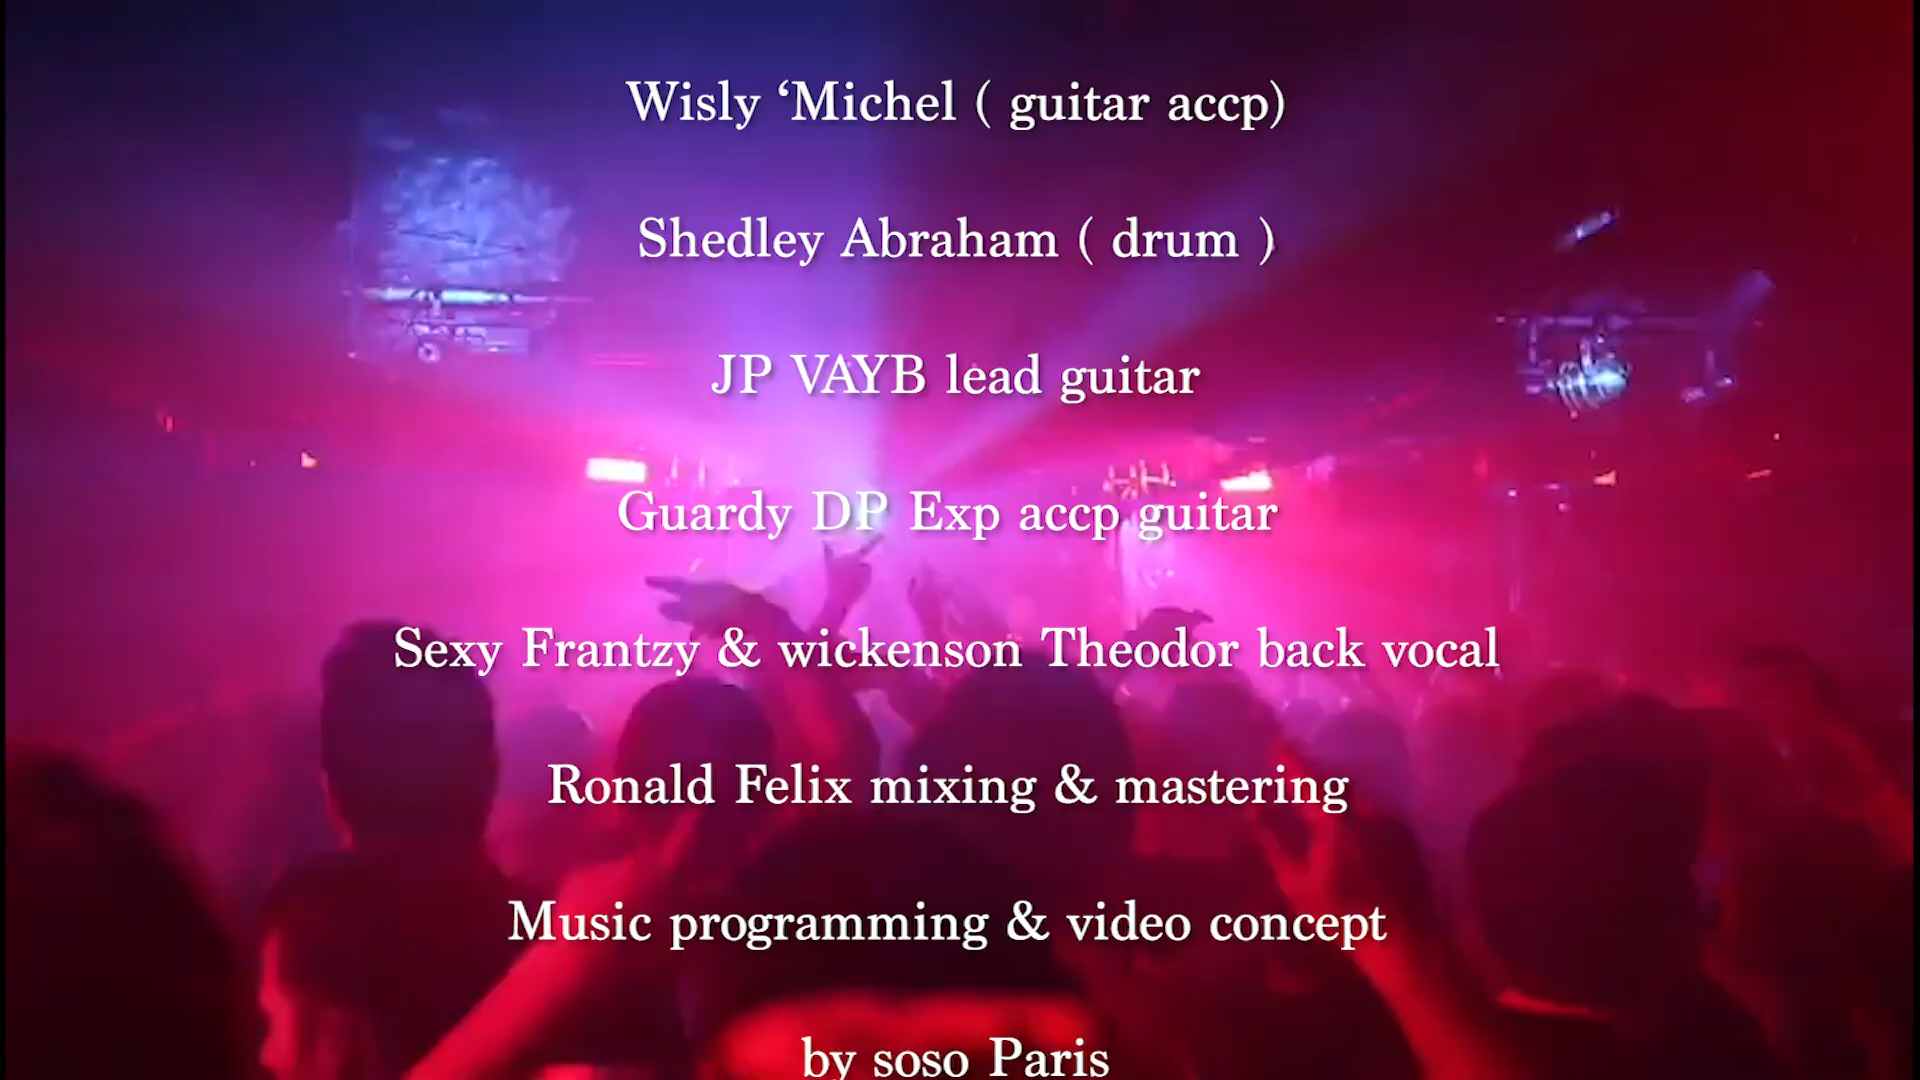 Wisly ‘Michel ( guitar accp)
Shedley Abraham ( drum )
JP VAYB lead guitar
Guardy DP Exp accp guitar
Sexy Frantzy & wickenson Theodor back vocal
Ronald Felix mixing & mastering
Music programming & video concept
by soso Paris